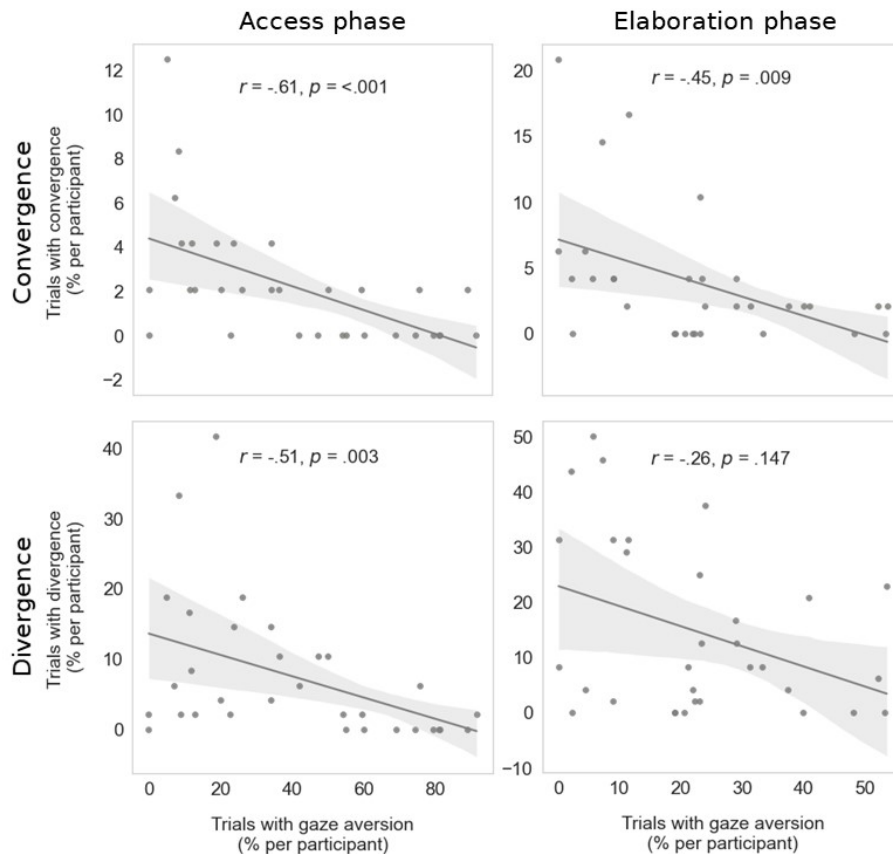 Access phase
Elaboration phase
Convergence
Trials with convergence
(% per participant)
12
10
8
6
4
2
0
−2
r = -.61, p = <.001
20
15
10
5
0
r = -.45, p = .009
Divergence
Trials with divergence
(% per participant)
40
30
20
10
0
r = -.51, p = .003
0 20 40 60 80
Trials with gaze aversion
(% per participant)
50
40
30
20
10
0
−10
r = -.26, p = .147
0 10 20 30 40 50
Trials with gaze aversion
(% per participant)